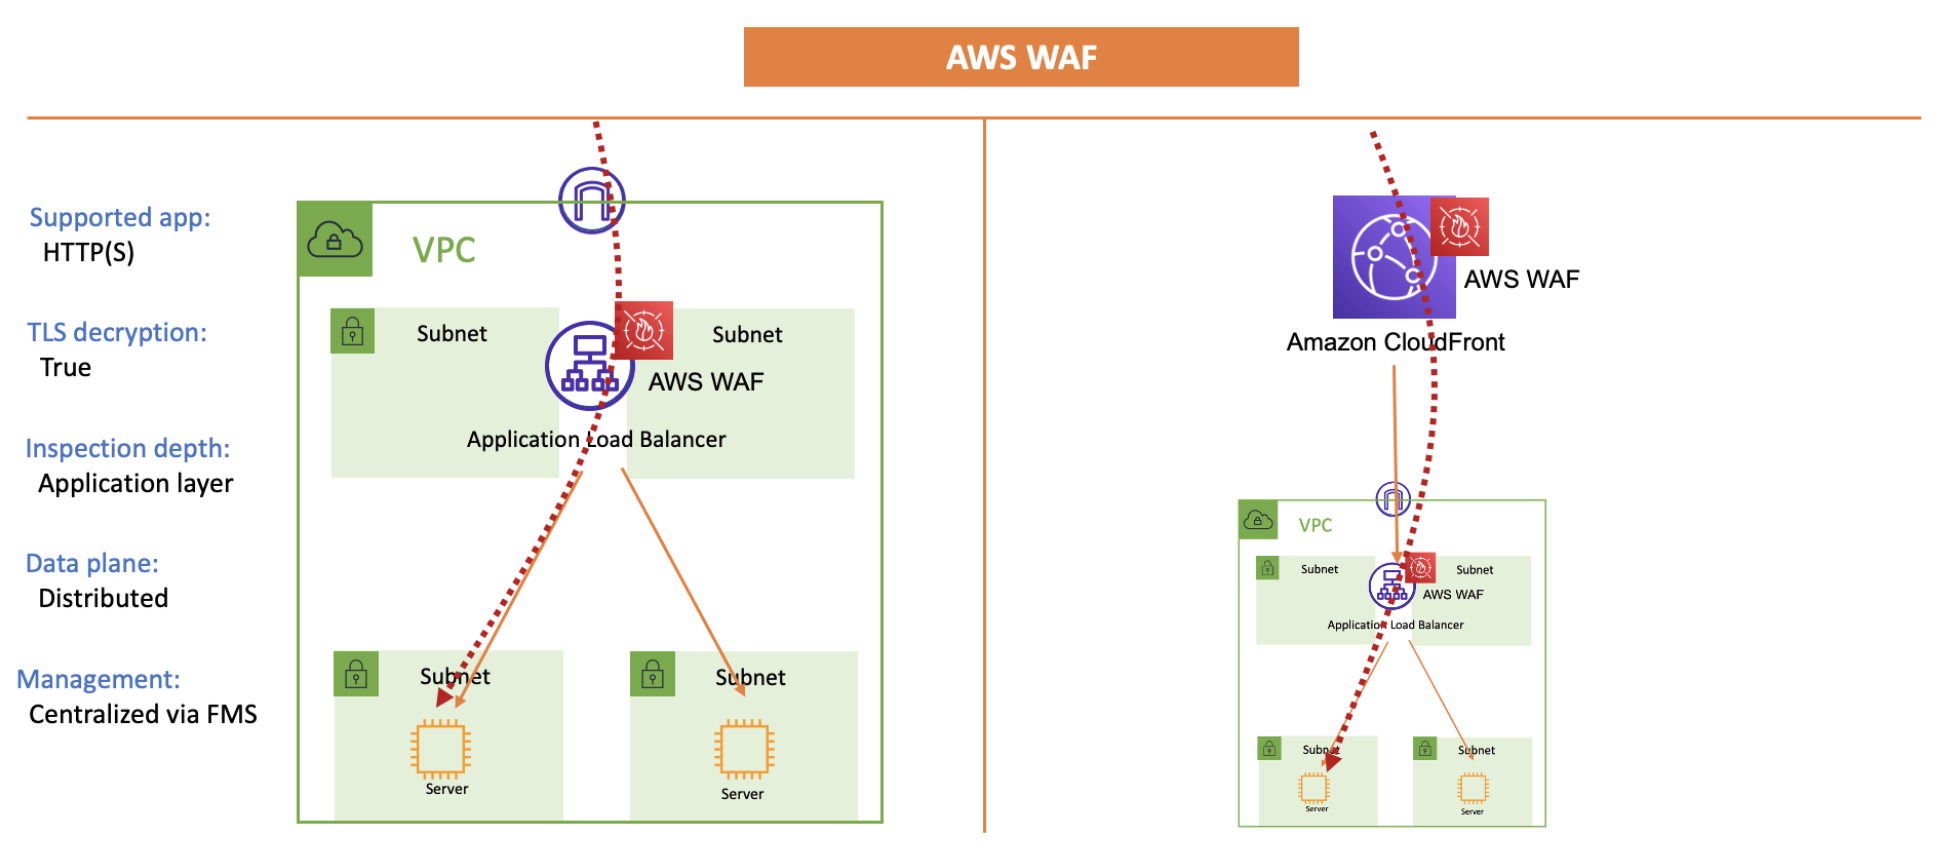 AWS WAF
Supported app:
HTTP(S)
TLS decryption:
True
Inspection depth:
Application layer
Data plane:
Distributed
Management:
Centralized via FMS
VPC
Subnet
Subnet
AWS WAF
Application Load Balancer
Subnet
Subnet
Server
Server
AWS WAF
Amazon CloudFront
VPC
Subnet
Subnet
AWS WAF
Application Load Balancer
Subnet
Subnet
Server
Server